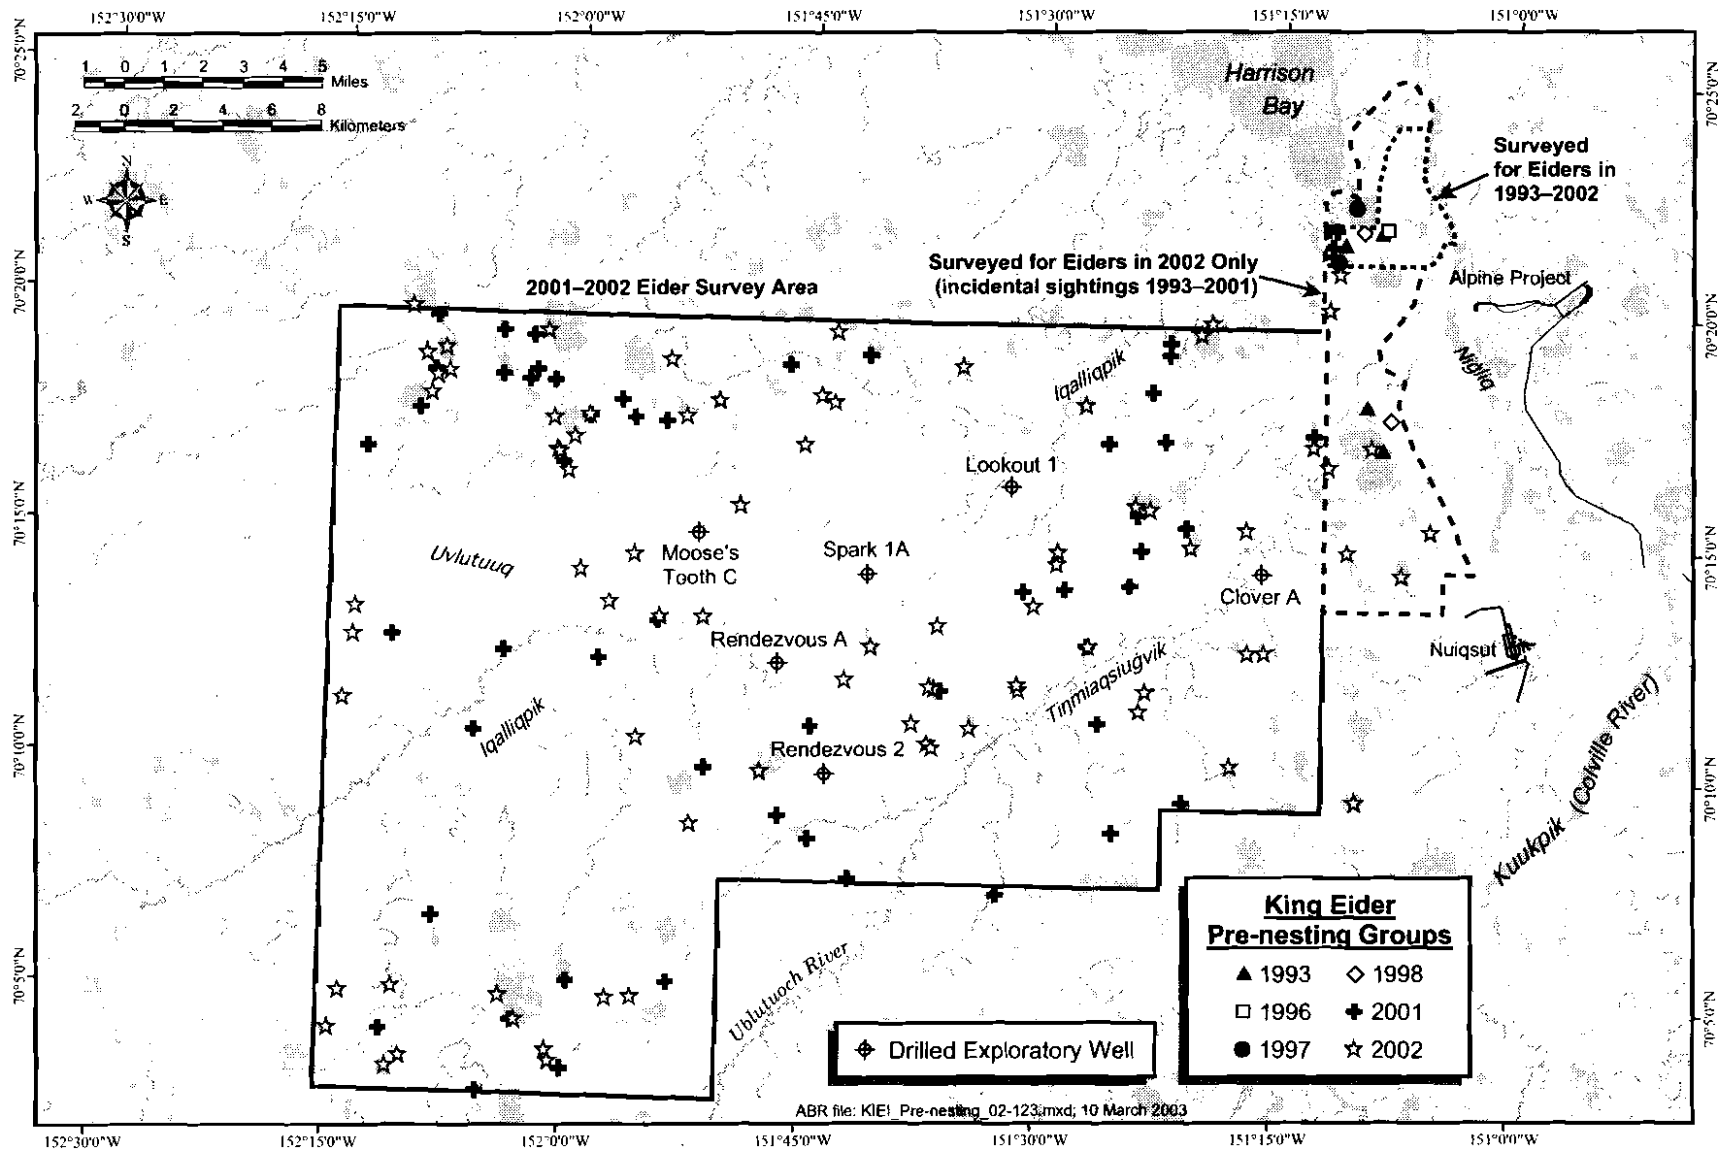 152°30'0"W 152°15'0"W 152°0'0"W 151°45'0"W 151°30'0"W 151°15'0"W 151°0'0"W
70°25'0"N
70°20'0"N
70°15'0"N
70°10'0"N
70°5'0"N
1 0 1 2 3 4 5
Miles
2 0 2 4 6 8
Kilometers
N
W E
S
Harrison
Bay
Surveyed
for Eiders in
1993–2002
Surveyed for Eiders in 2002 Only
(incidental sightings 1993–2001)
2001–2002 Eider Survey Area
Alpine Project
Nigliq
Iqalliqpik
Lookout 1
Uvlutuuq
Moose's
Tooth C
Spark 1A
Clover A
Rendezvous A
Nuiqsut
Tiŋmiaqsiuġvik
Iqalliqpik
Rendezvous 2
Kuukpik (Colville River)
Ublutuoch River
King Eider
Pre-nesting Groups
1993 1998
1996 2001
1997 2002
Drilled Exploratory Well
ABR file: KIEI_Pre-nesting_02-123.mxd; 10 March 2003
70°25'0"N
70°20'0"N
70°15'0"N
70°10'0"N
70°5'0"N
152°30'0"W 152°15'0"W 152°0'0"W 151°45'0"W 151°30'0"W 151°15'0"W 151°0'0"W